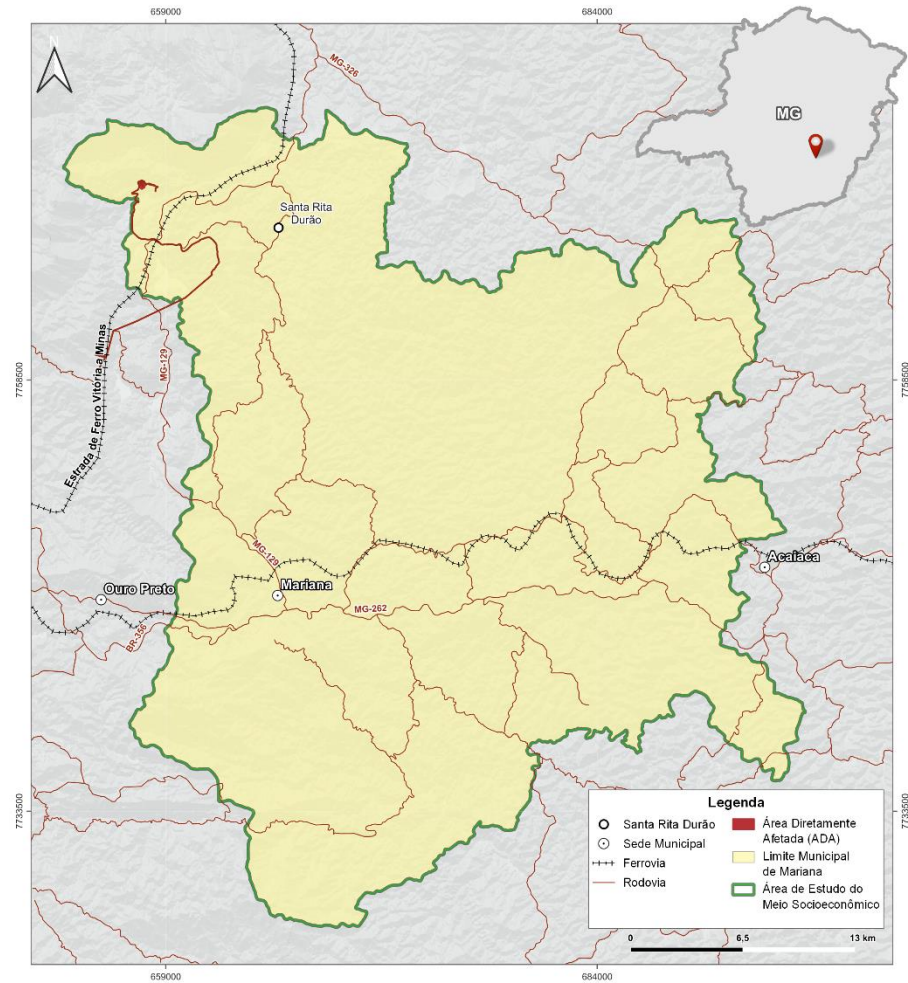 659000
684000
N
MG-326
MG
Santa Rita
Durão
7758500
7758500
MG-129
Estrada de Ferro Vitória a Minas
MG-129
Acaiaca
Ouro Preto
Mariana
MG-262
BR-356
7733500
7733500
Legenda
Santa Rita Durão
Sede Municipal
Ferrovia
Rodovia
Área Diretamente
Afetada (ADA)
Limite Municipal
de Mariana
Área de Estudo do
Meio Socioeconômico
0
6,5
13 km
659000
684000